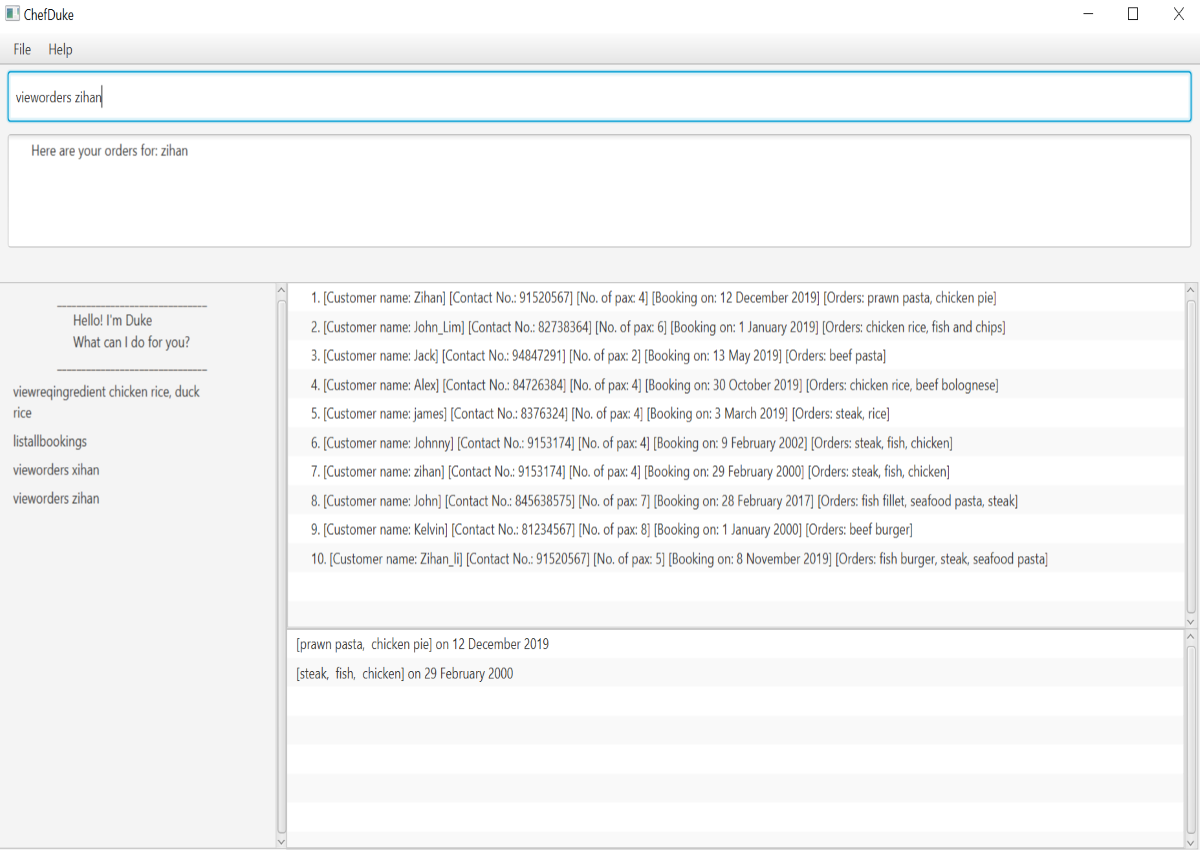 ChefDuke
File Help
vieworders zihan
Here are your orders for: zihan
________________________________
Hello! I'm Duke
What can I do for you?
________________________________
viewreqingredient chicken rice, duck
rice
listallbookings
vieworders xihan
vieworders zihan
1. [Customer name: Zihan] [Contact No.: 91520567] [No. of pax: 4] [Booking on: 12 December 2019] [Orders: prawn pasta, chicken pie]
2. [Customer name: John_Lim] [Contact No.: 82738364] [No. of pax: 6] [Booking on: 1 January 2019] [Orders: chicken rice, fish and chips]
3. [Customer name: Jack] [Contact No.: 94847291] [No. of pax: 2] [Booking on: 13 May 2019] [Orders: beef pasta]
4. [Customer name: Alex] [Contact No.: 84726384] [No. of pax: 4] [Booking on: 30 October 2019] [Orders: chicken rice, beef bolognese]
5. [Customer name: james] [Contact No.: 8376324] [No. of pax: 4] [Booking on: 3 March 2019] [Orders: steak, rice]
6. [Customer name: Johnny] [Contact No.: 9153174] [No. of pax: 4] [Booking on: 9 February 2002] [Orders: steak, fish, chicken]
7. [Customer name: zihan] [Contact No.: 9153174] [No. of pax: 4] [Booking on: 29 February 2000] [Orders: steak, fish, chicken]
8. [Customer name: John] [Contact No.: 845638575] [No. of pax: 7] [Booking on: 28 February 2017] [Orders: fish fillet, seafood pasta, steak]
9. [Customer name: Kelvin] [Contact No.: 81234567] [No. of pax: 8] [Booking on: 1 January 2000] [Orders: beef burger]
10. [Customer name: Zihan_li] [Contact No.: 91520567] [No. of pax: 5] [Booking on: 8 November 2019] [Orders: fish burger, steak, seafood pasta]
[prawn pasta,  chicken pie] on 12 December 2019
[steak,  fish,  chicken] on 29 February 2000